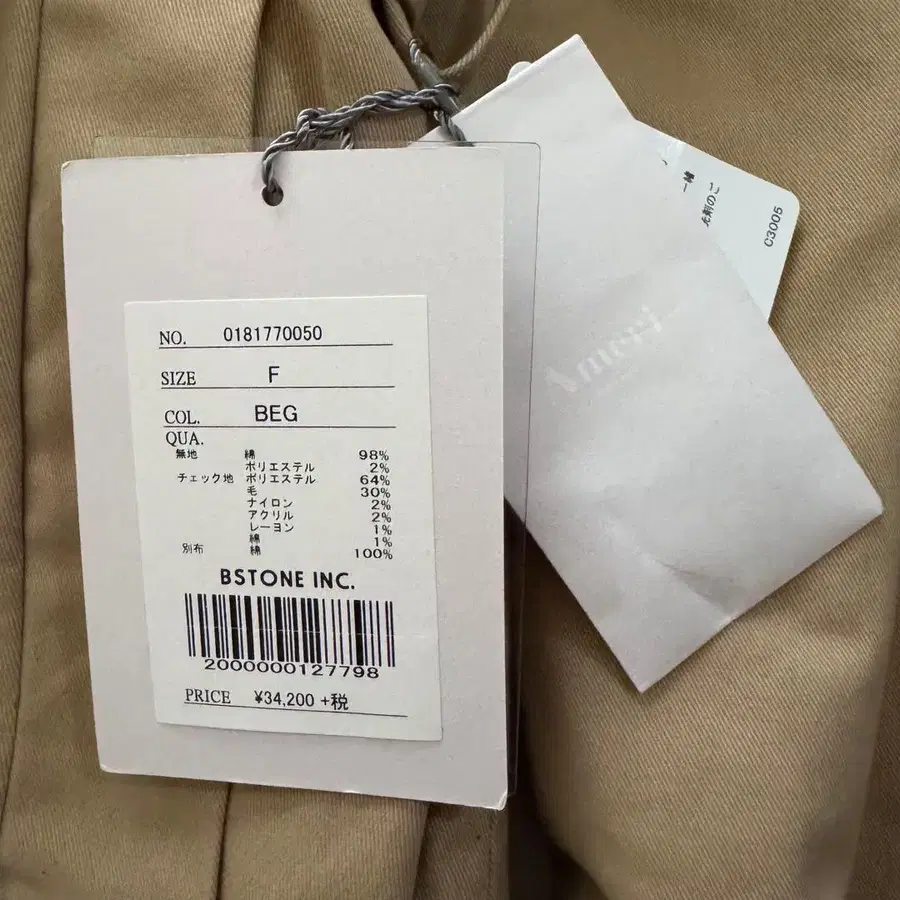 NO. 0181770050
SIZE F
COL. BEG
QUA.
無地 綿 98%
ポリエステル 2%
チェック地 ポリエステル 64%
毛 30%
ナイロン 2%
アクリル 2%
レーヨン 1%
綿 1%
別布 綿 100%
BSTONE INC.
2000000127798
PRICE ¥34,200 +税
Ameri
C3005